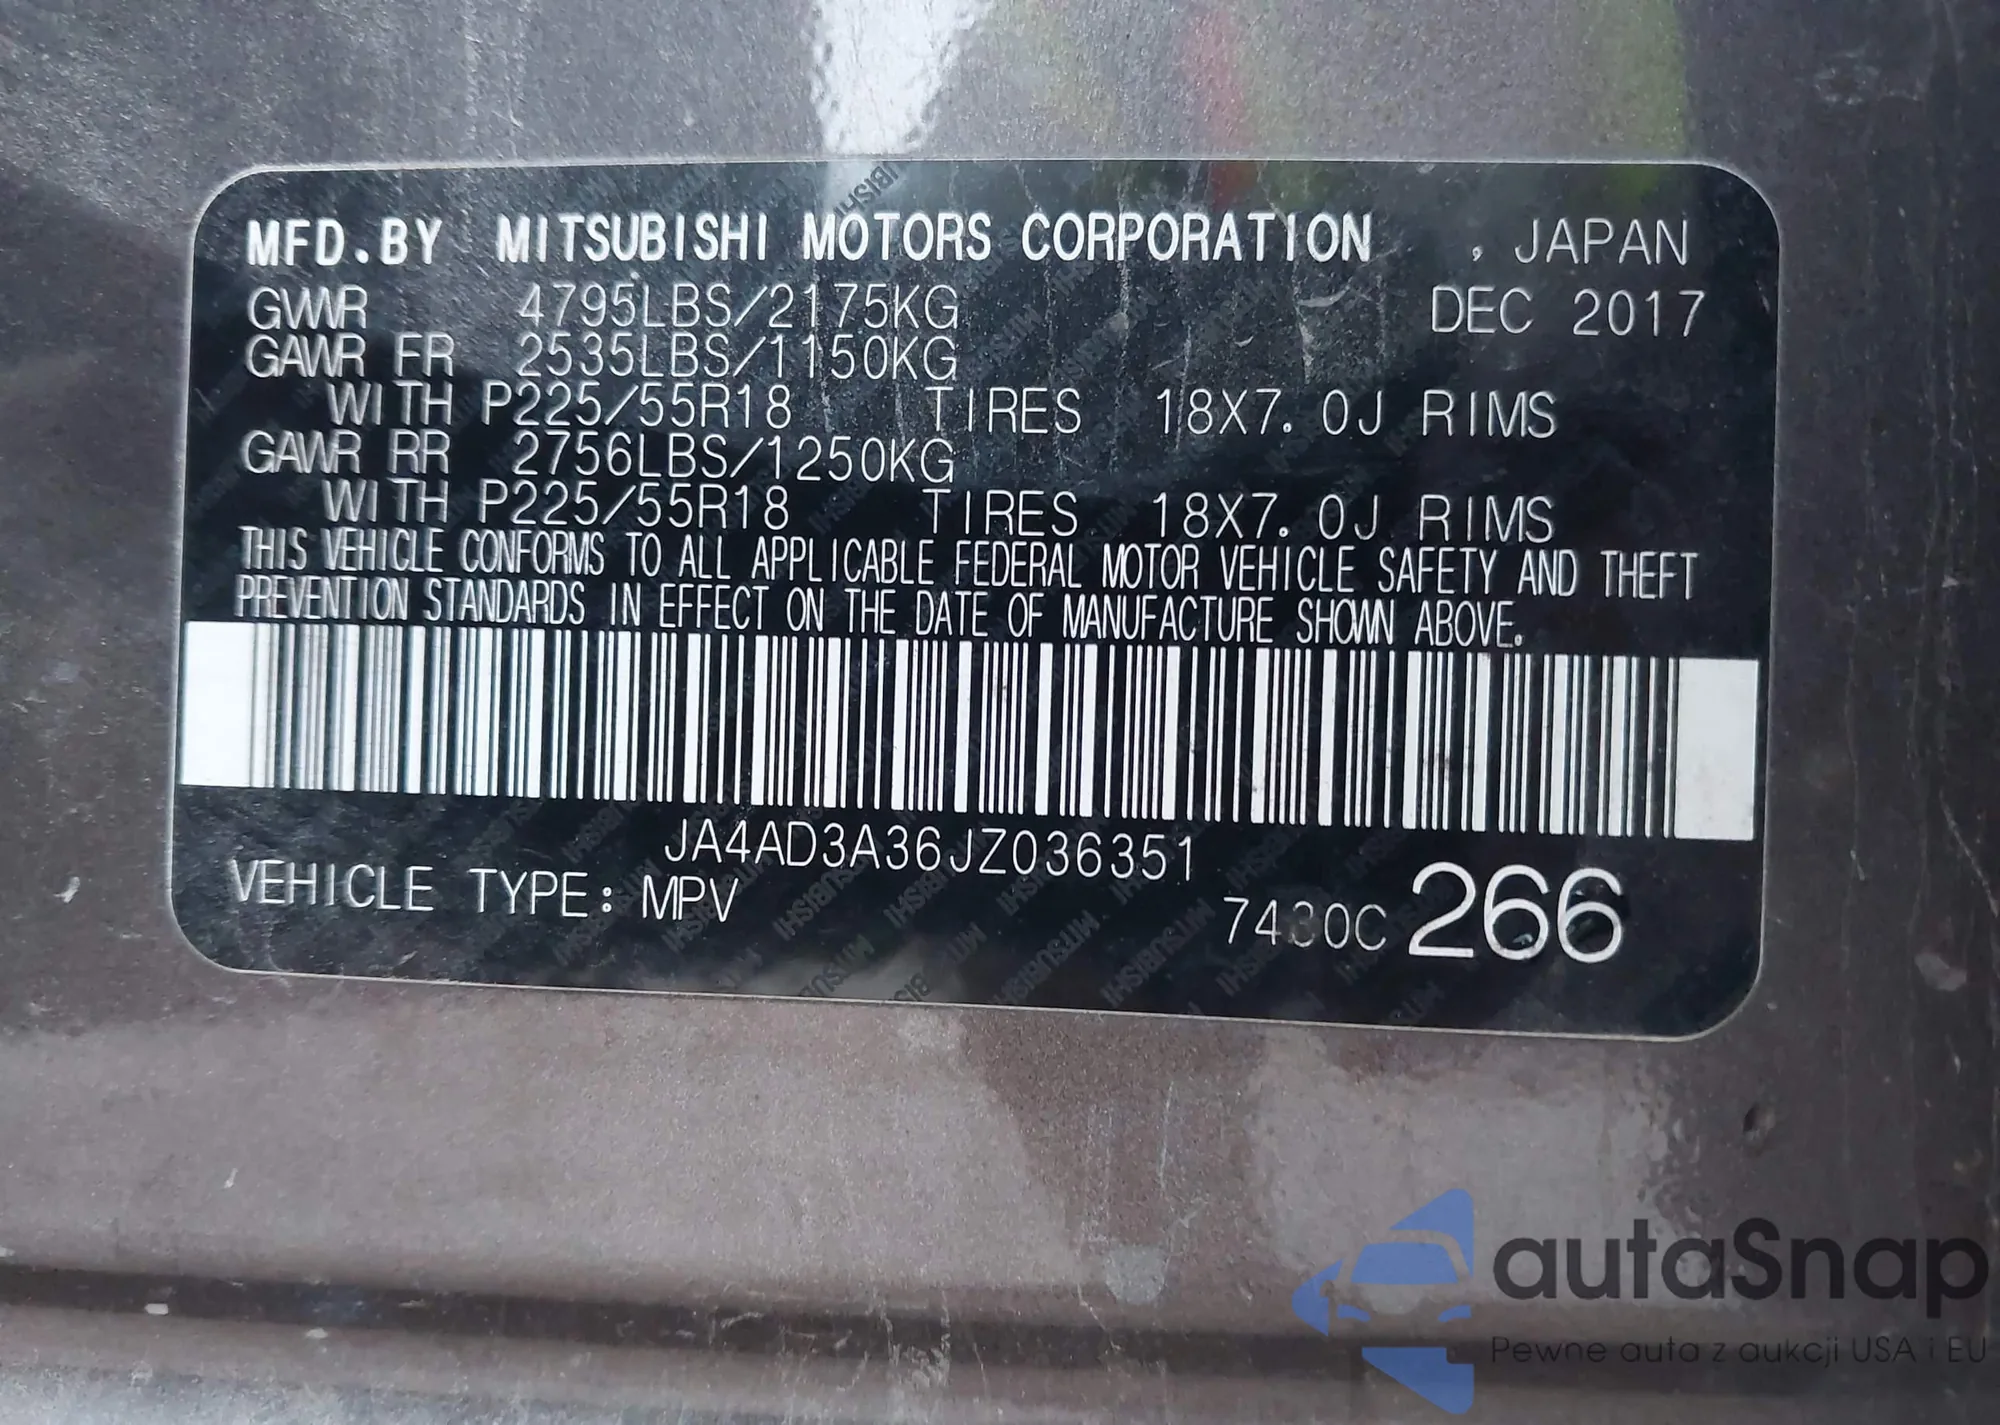 MFD.BY MITSUBISHI MOTORS CORPORATION , JAPAN
GVWR 4795LBS/2175KG DEC 2017
GAWR FR 2535LBS/1150KG
WITH P225/55R18 TIRES 18X7.0J RIMS
GAWR RR 2756LBS/1250KG
WITH P225/55R18 TIRES 18X7.0J RIMS
THIS VEHICLE CONFORMS TO ALL APPLICABLE FEDERAL MOTOR VEHICLE SAFETY AND THEFT
PREVENTION STANDARDS IN EFFECT ON THE DATE OF MANUFACTURE SHOWN ABOVE.
JA4AD3A36JZ036351
VEHICLE TYPE: MPV
266
autaSnap
Pewne auta z aukcji USA i EU